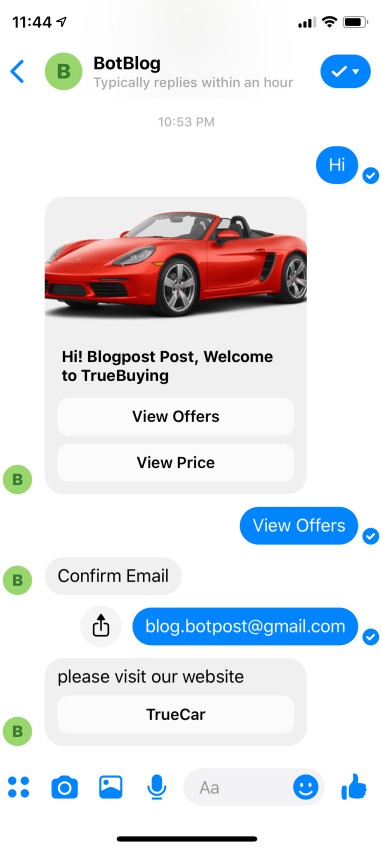 11:44
B
BotBlog
Typically replies within an hour
10:53 PM
Hi
Hi! Blogpost Post, Welcome
to TrueBuying
View Offers
View Price
B
View Offers
B
Confirm Email
blog.botpost@gmail.com
please visit our website
TrueCar
B
Aa